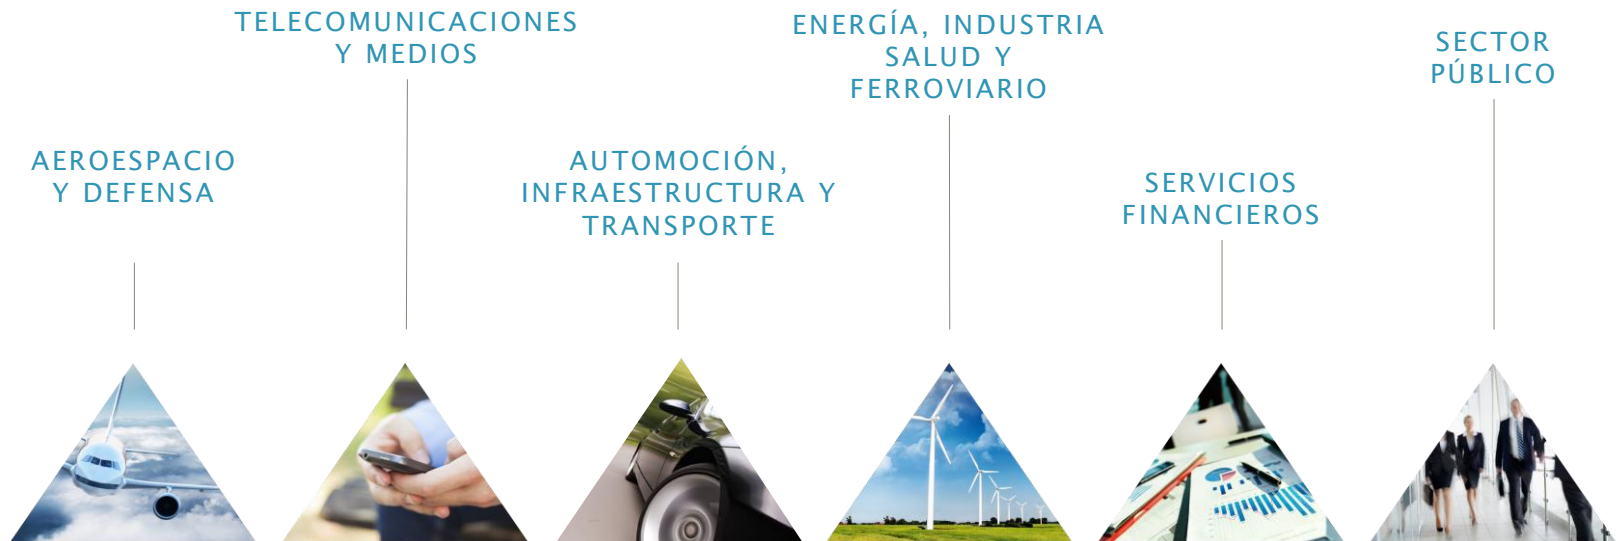 AEROESPACIO
Y DEFENSA
TELECOMUNICACIONES
Y MEDIOS
AUTOMOCIÓN,
INFRAESTRUCTURA Y
TRANSPORTE
ENERGÍA, INDUSTRIA
SALUD Y
FERROVIARIO
SERVICIOS
FINANCIEROS
SECTOR
PÚBLICO